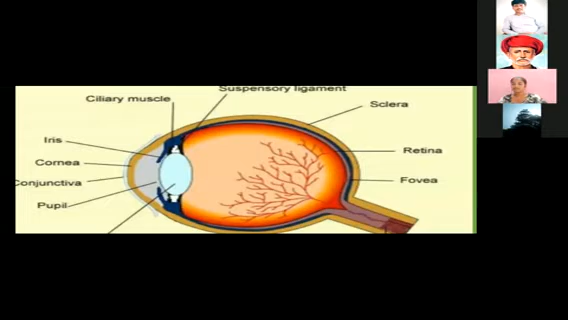 Suspensory ligament
Ciliary muscle
Sclera
Iris
Retina
Cornea
Fovea
Conjunctiva
Pupil